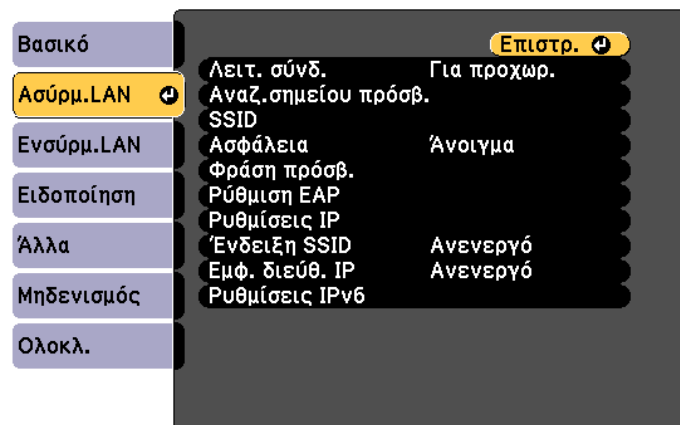 Βασικό
Ασύρμ.LAN
Ενσύρμ.LAN
Ειδοποίηση
Άλλα
Μηδενισμός
Ολοκλ.
Επιστρ.
Λειτ. σύνδ. Για προχωρ.
Αναζ.σημείου πρόσβ.
SSID
Ασφάλεια Άνοιγμα
Φράση πρόσβ.
Ρύθμιση EAP
Ρυθμίσεις IP
Ένδειξη SSID Ανενεργό
Εμφ. διεύθ. IP Ανενεργό
Ρυθμίσεις IPv6